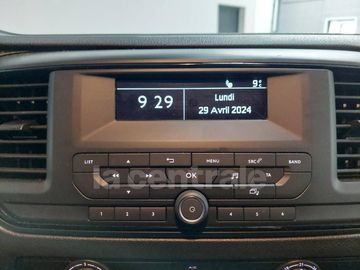 9°C
9 29
Lundi
29 Avril 2024
LIST
MENU
SRC
BAND
OK
TA
la centrale
1 2 3
4 5 6